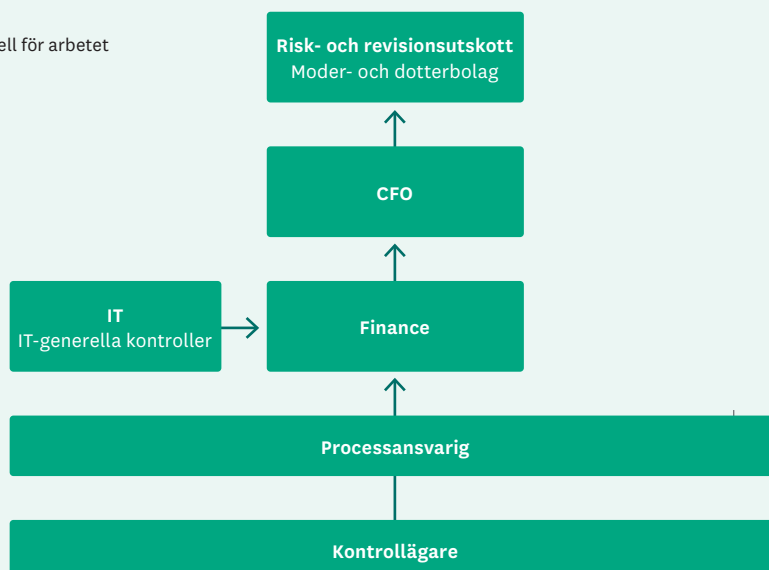 ell för arbetet
Risk- och revisionsutskott
Moder- och dotterbolag
CFO
IT
IT-generella kontroller
Finance
Processansvarig
Kontrollägare